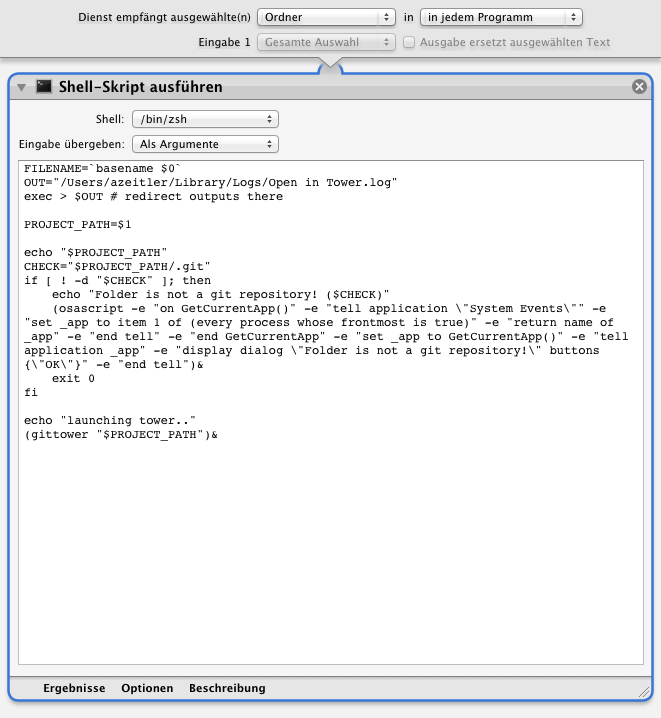 Dienst empfängt ausgewählte(n) Ordner in in jedem Programm
Eingabe 1 Gesamte Auswahl Ausgabe ersetzt ausgewählten Text
Shell-Skript ausführen
Shell: /bin/zsh
Eingabe übergeben: Als Argumente
FILENAME=`basename $0`
OUT="/Users/azeitler/Library/Logs/Open in Tower.log"
exec > $OUT # redirect outputs there
PROJECT_PATH=$1
echo "$PROJECT_PATH"
CHECK="$PROJECT_PATH/.git"
if [ ! -d "$CHECK" ]; then
    echo "Folder is not a git repository! ($CHECK)"
    (osascript -e "on GetCurrentApp()" -e "tell application \"System Events\"" -e
"set _app to item 1 of (every process whose frontmost is true)" -e "return name of
_app" -e "end tell" -e "end GetCurrentApp" -e "set _app to GetCurrentApp()" -e "tell
application _app" -e "display dialog \"Folder is not a git repository!\" buttons
{\"OK\"}" -e "end tell")&
    exit 0
fi
echo "launching tower.."
(gittower "$PROJECT_PATH")&
Ergebnisse Optionen Beschreibung